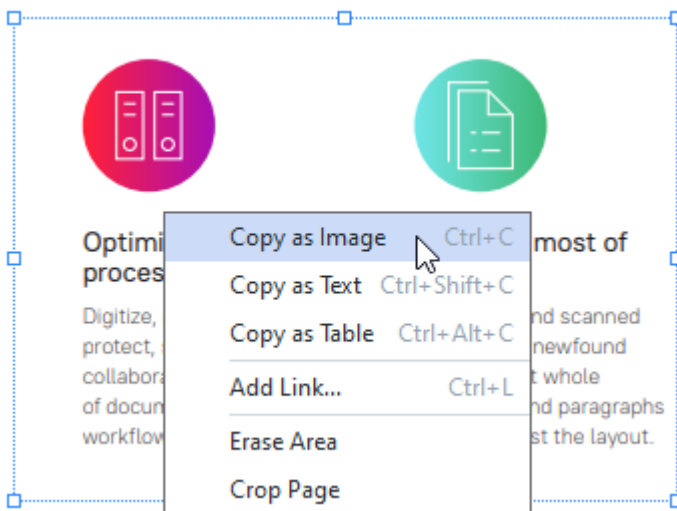 Optimi
proces
Digitize,
protect,
collabora
of docum
workflow
Copy as Image Ctrl+C
Copy as Text Ctrl+Shift+C
Copy as Table Ctrl+Alt+C
Add Link... Ctrl+L
Erase Area
Crop Page
most of
nd scanned
newfound
t whole
nd paragraphs
st the layout.